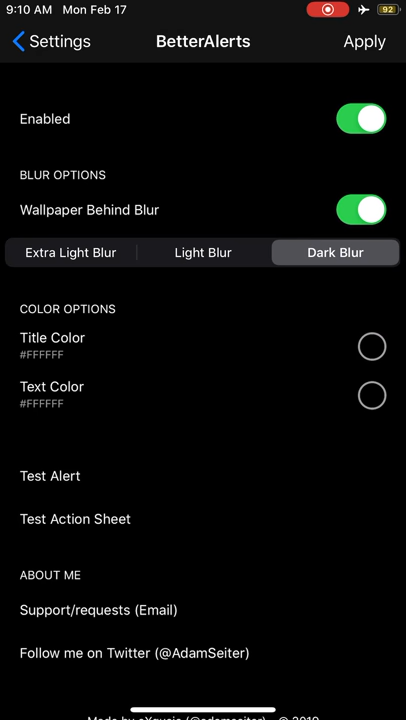 9:10 AM Mon Feb 17
92
Settings
BetterAlerts
Apply
Enabled
BLUR OPTIONS
Wallpaper Behind Blur
Extra Light Blur
Light Blur
Dark Blur
COLOR OPTIONS
Title Color
#FFFFFF
Text Color
#FFFFFF
Test Alert
Test Action Sheet
ABOUT ME
Support/requests (Email)
Follow me on Twitter (@AdamSeiter)